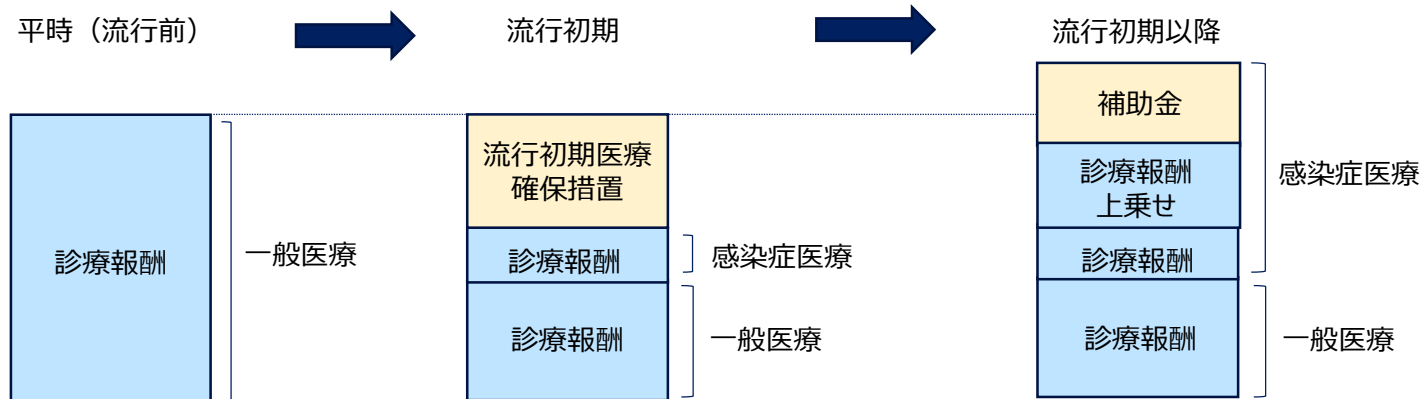 平時（流行前）
流行初期
流行初期以降
診療報酬
一般医療
流行初期医療
確保措置
診療報酬
感染症医療
診療報酬
一般医療
補助金
診療報酬
上乗せ
診療報酬
感染症医療
診療報酬
一般医療